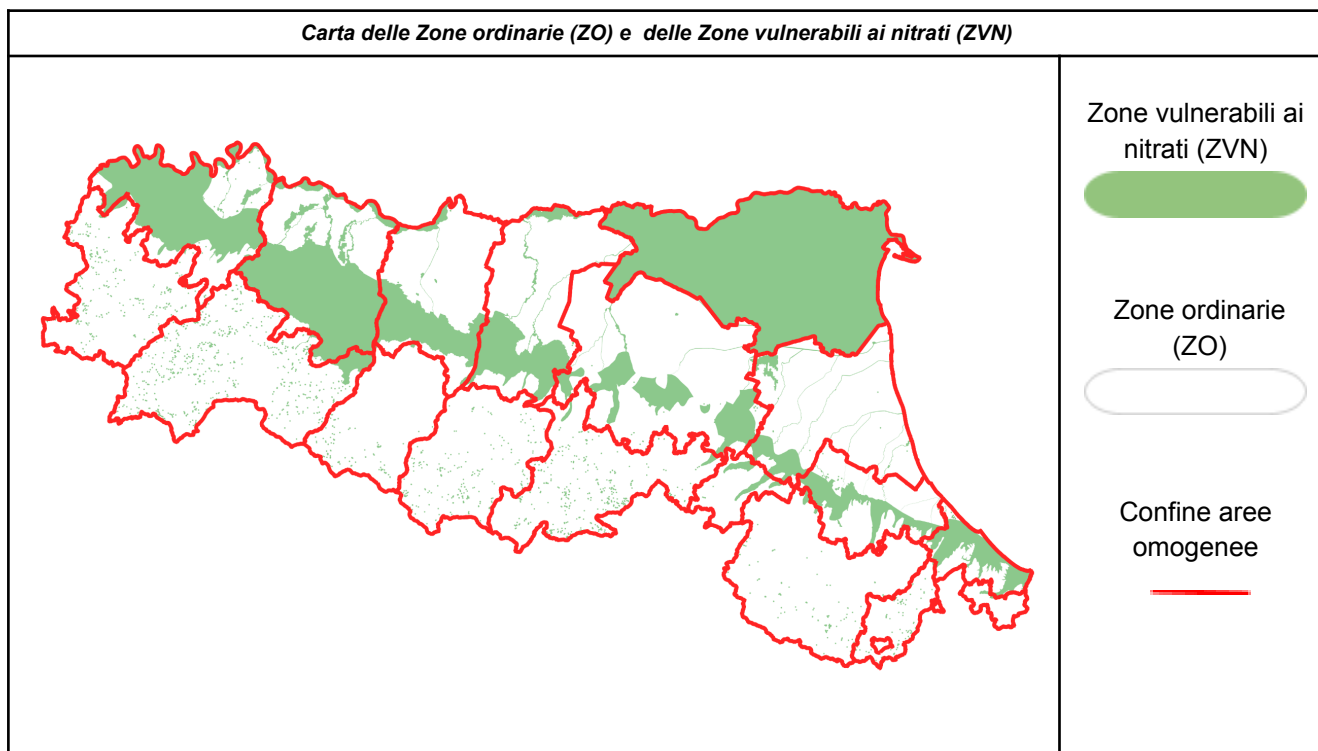 Carta delle Zone ordinarie (ZO) e delle Zone vulnerabili ai nitrati (ZVN)
Zone vulnerabili ai
nitrati (ZVN)
Zone ordinarie
(ZO)
Confine aree
omogenee